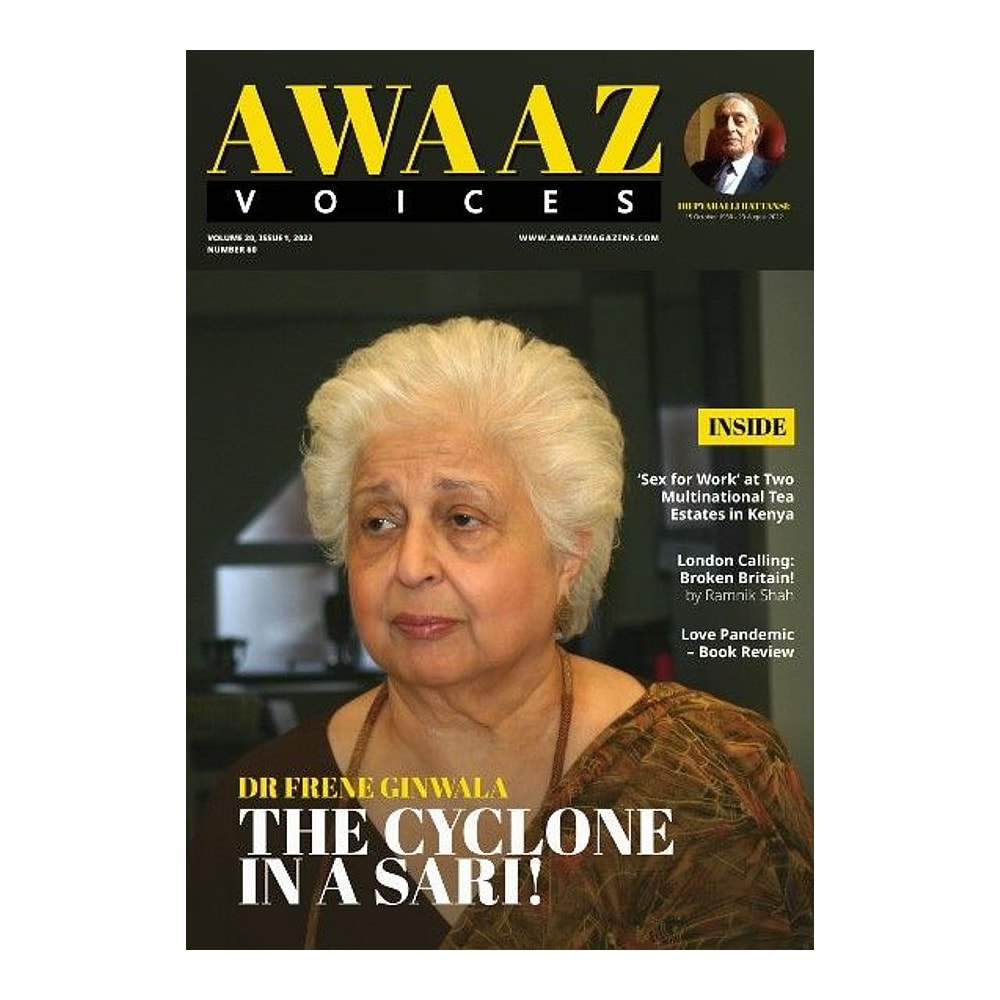 AWAAZ
VOICES
VOLUME 20, ISSUE 1, 2023
NUMBER 60
WWW.AWAAZMAGAZINE.COM
INSIDE
‘Sex for Work’ at Two
Multinational Tea
Estates in Kenya
London Calling:
Broken Britain!
by Ramnik Shah
Love Pandemic
– Book Review
DR FRENE GINWALA
THE CYCLONE
IN A SARI!